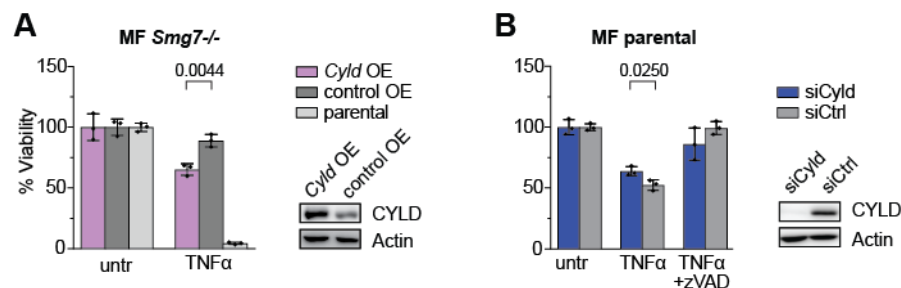 A
MF Smg7-/-
% Viability
150
100
50
0
0.0044
untr
TNFα
Cyld OE
control OE
parental
Cyld OE
control OE
CYLD
Actin
B
MF parental
150
100
50
0
0.0250
untr
TNFα
TNFα
+zVAD
siCyld
siCtrl
siCyld
siCtrl
CYLD
Actin